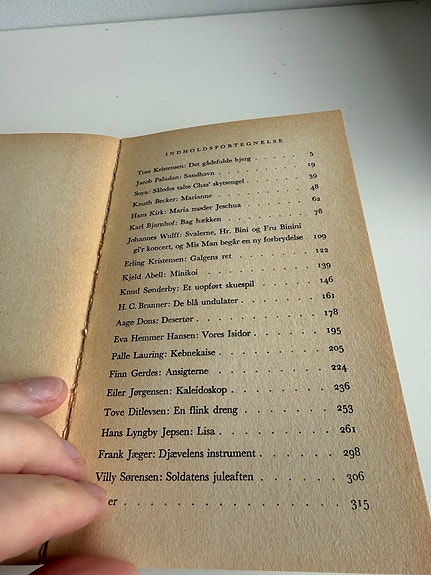 INDHOLDSFORTEGNELSE
Tom Kristensen: Det gådefulde bjerg . . . . . . 5
Jacob Paludan: Sandhavn . . . . . . . . 19
Soya: Således talte Chas' skytsengel . . . . . . 39
Knuth Becker: Marianne . . . . . . . . 48
Hans Kirk: Maria møder Jeschua . . . . . . 62
Karl Bjarnhof: Bag hækken . . . . . . . 78
Johannes Wulff: Svalerne, Hr. Bini og Fru Binini
gi'r koncert, og Mis Man begår en ny forbrydelse 109
Erling Kristensen: Galgens ret . . . . . . . 122
Kjeld Abell: Minikoi . . . . . . . . . 139
Knud Sønderby: Et uopført skuespil . . . . . 146
H. C. Branner: De blå undulater . . . . . . 161
Aage Dons: Desertør . . . . . . . . . 178
Eva Hemmer Hansen: Vores Isidor . . . . . . 195
Palle Lauring: Kebnekaise . . . . . . . . 205
Finn Gerdes: Ansigterne . . . . . . . . 224
Eiler Jørgensen: Kaleidoskop . . . . . . . 236
Tove Ditlevsen: En flink dreng . . . . . . . 253
Hans Lyngby Jepsen: Lisa . . . . . . . . 261
Frank Jæger: Djævelens instrument . . . . . . 298
Villy Sørensen: Soldatens juleaften . . . . . . 306
er . . . . . . . . . . . . . 315